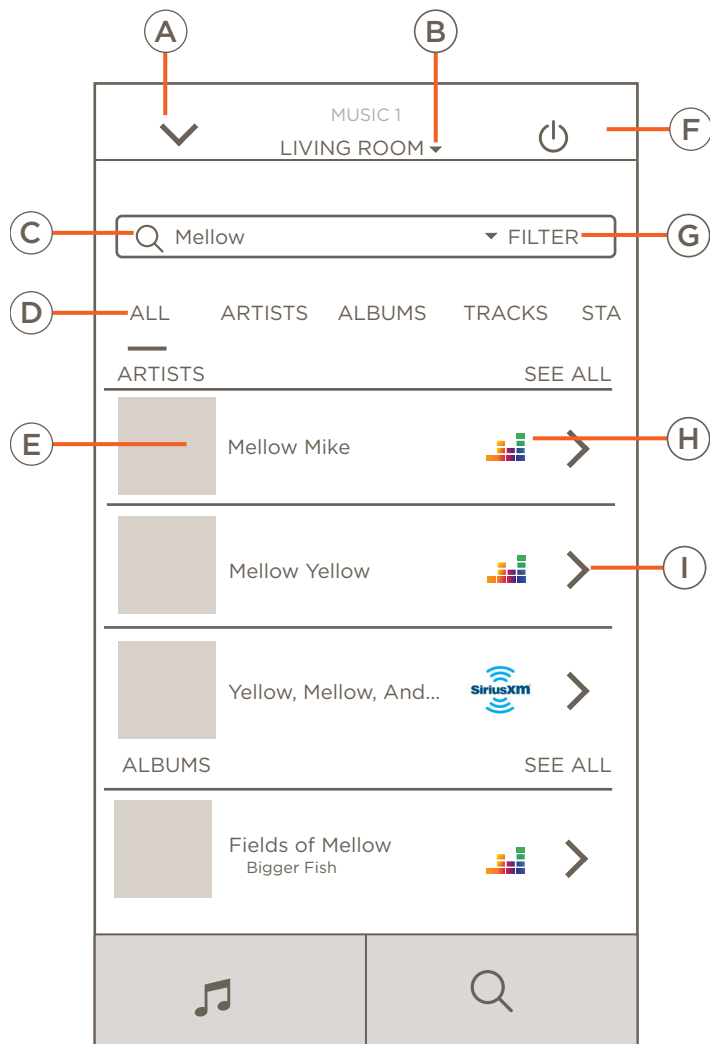 A
B
MUSIC 1
LIVING ROOM
F
C
Mellow
FILTER
G
D
ALL ARTISTS ALBUMS TRACKS STA
ARTISTS SEE ALL
E
Mellow Mike
H
Mellow Yellow
I
Yellow, Mellow, And...
SiriusXM
ALBUMS SEE ALL
Fields of Mellow
Bigger Fish